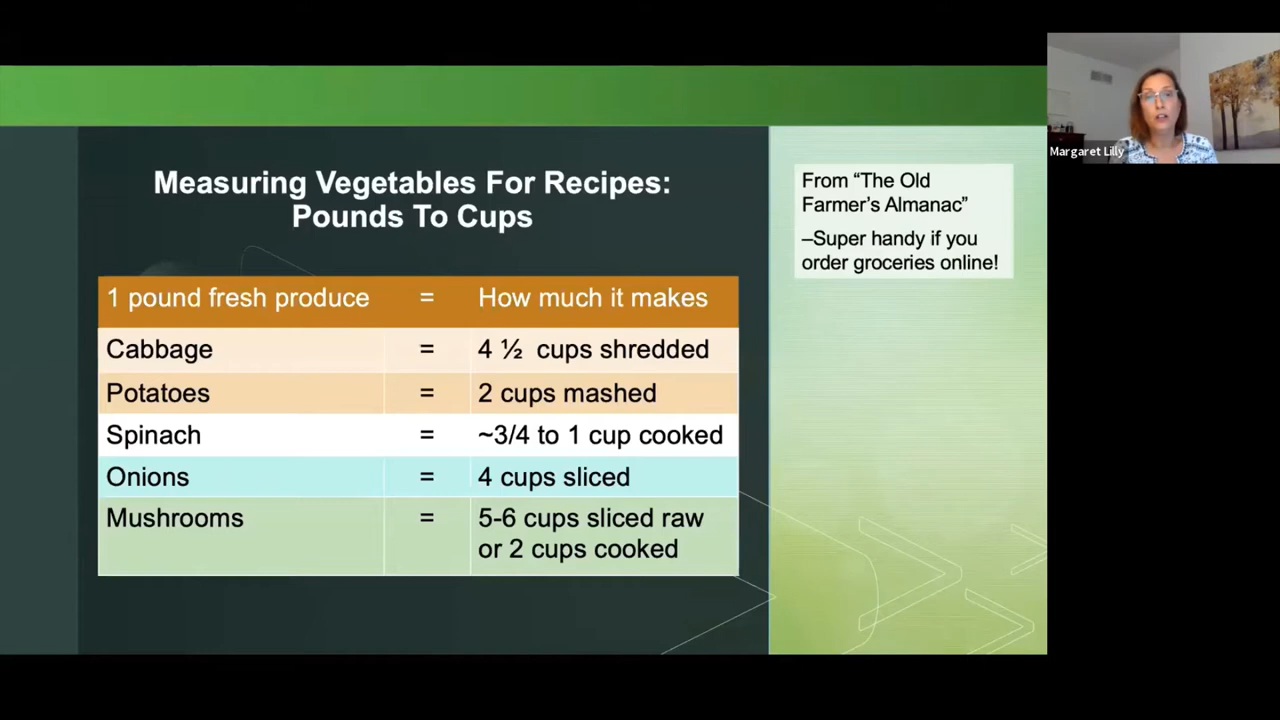 Measuring Vegetables For Recipes:
Pounds To Cups
1 pound fresh produce = How much it makes
Cabbage = 4 ½ cups shredded
Potatoes = 2 cups mashed
Spinach = ~3/4 to 1 cup cooked
Onions = 4 cups sliced
Mushrooms = 5-6 cups sliced raw
or 2 cups cooked
From “The Old
Farmer’s Almanac”
–Super handy if you
order groceries online!
Margaret Lilly